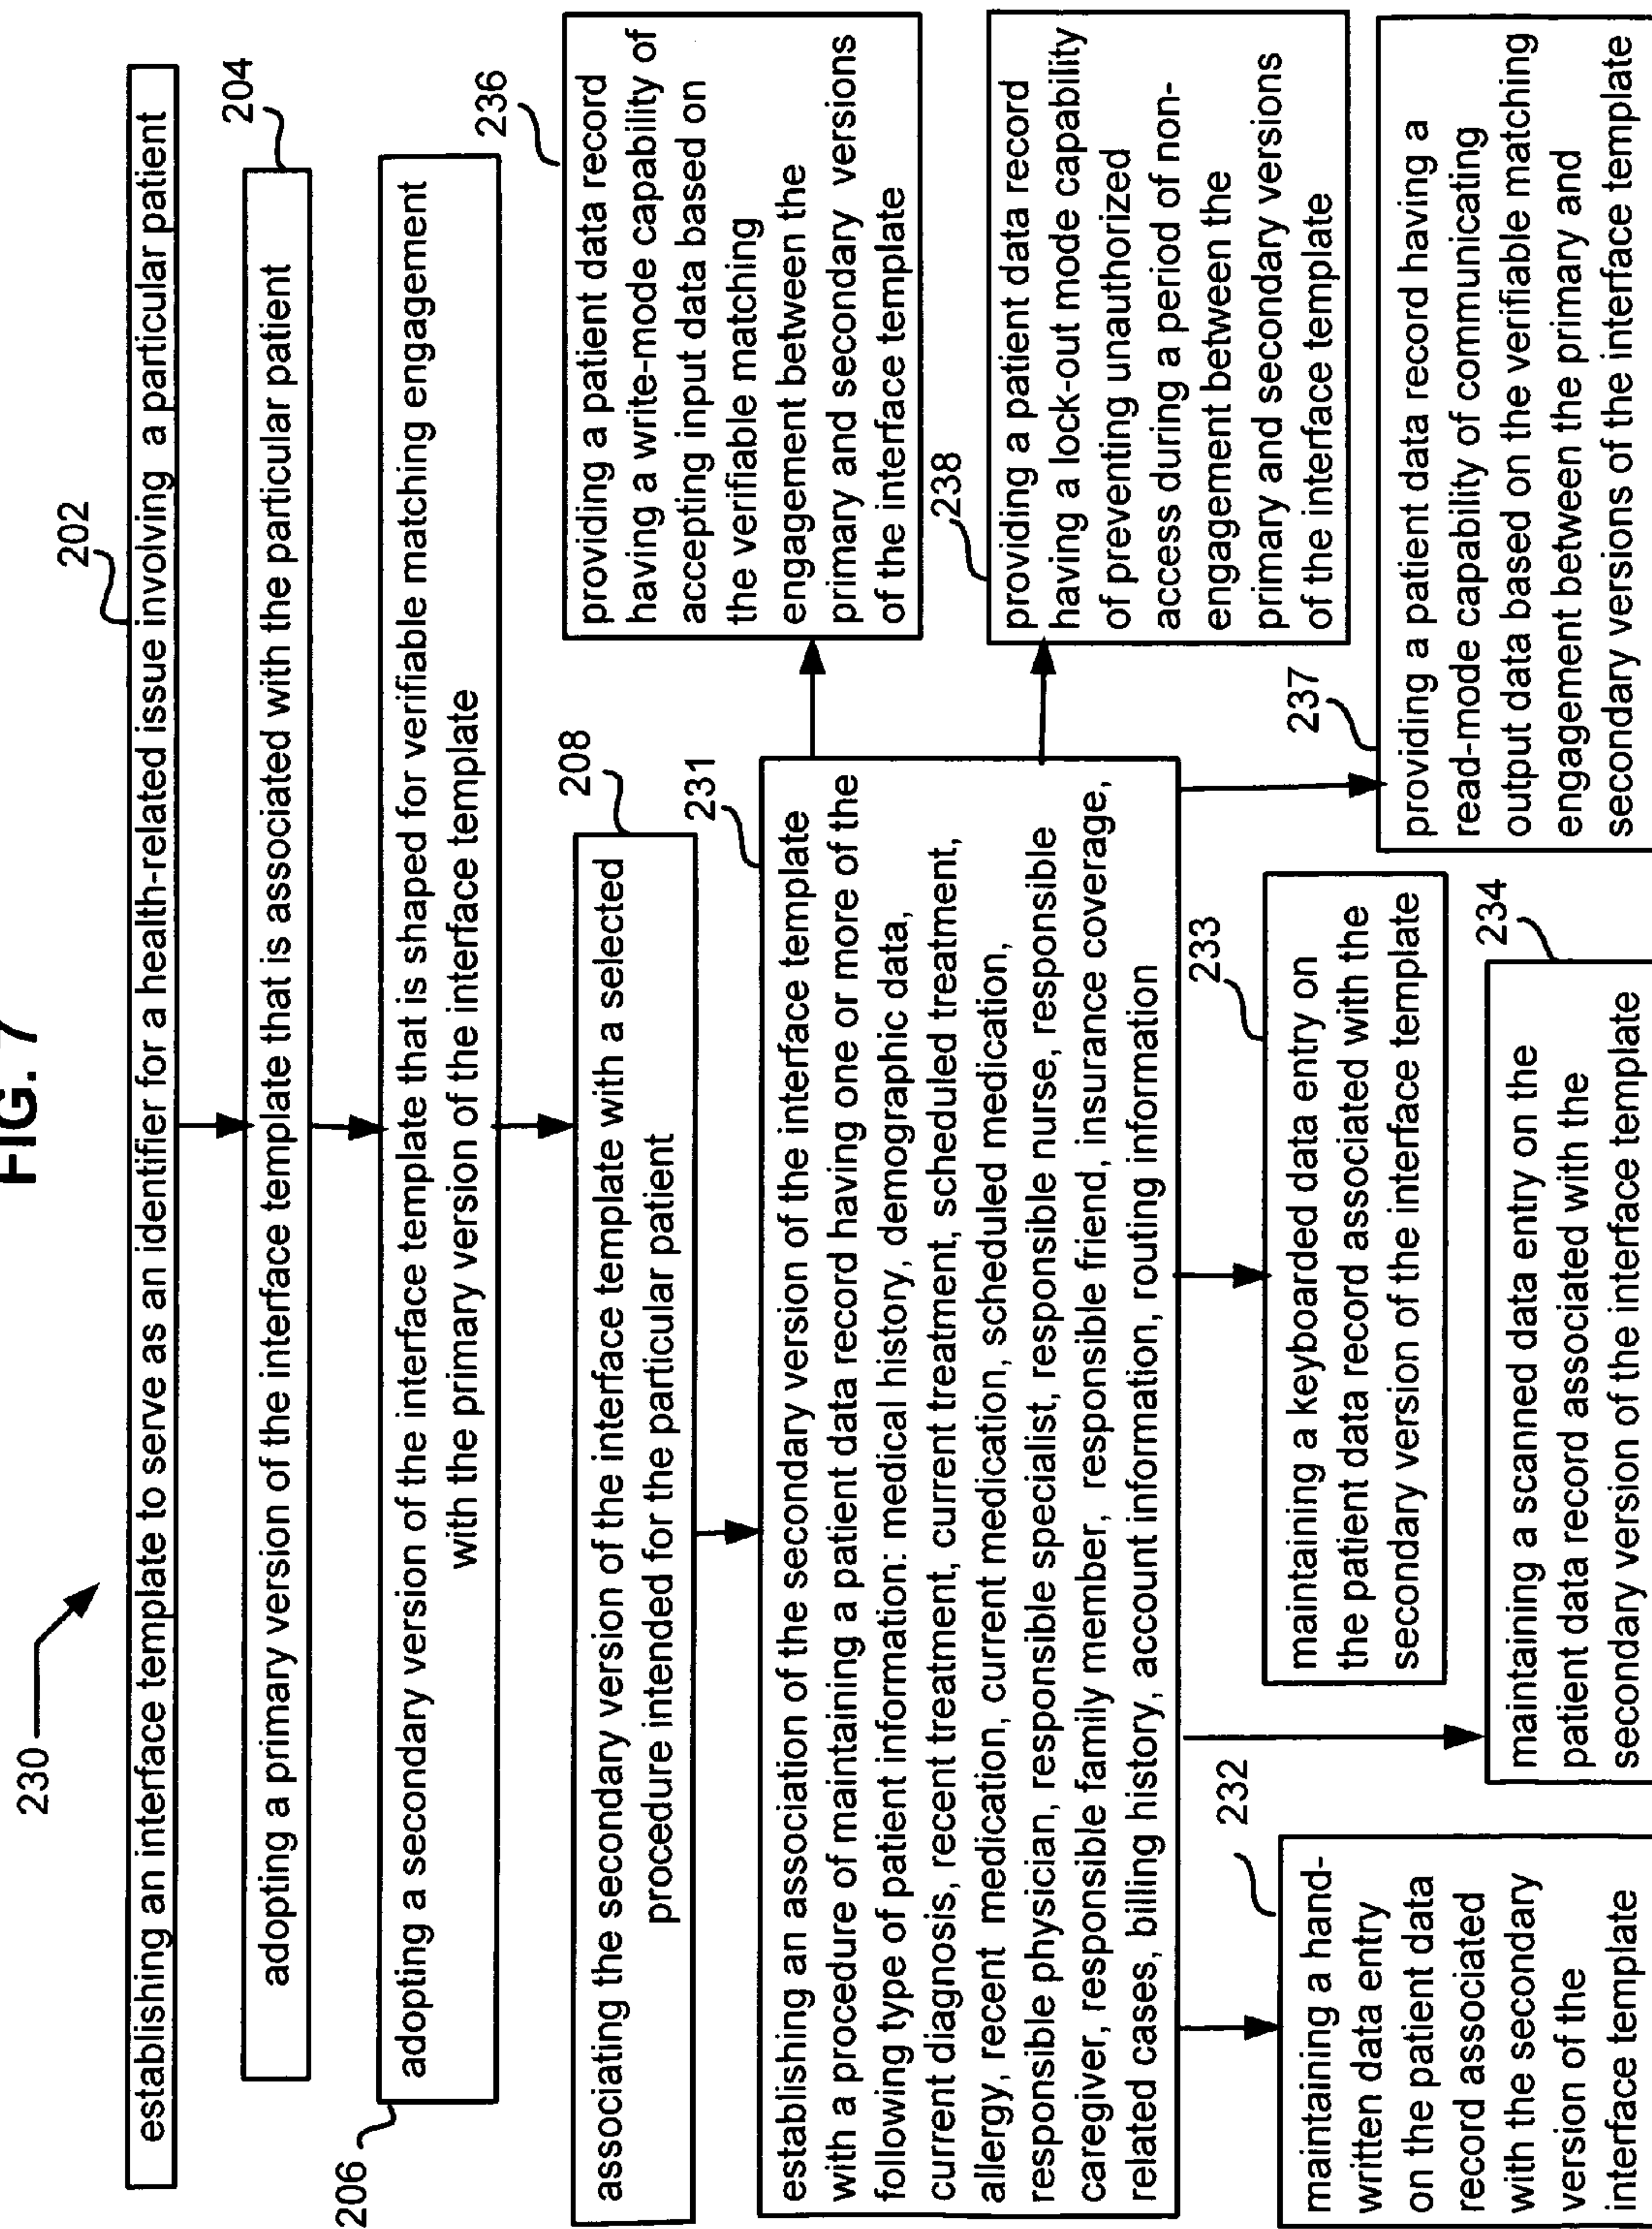 FIG. 7
230
202
establishing an interface template to serve as an identifier for a health-related issue involving a particular patient
204
adopting a primary version of the interface template that is associated with the particular patient
206
adopting a secondary version of the interface template that is shaped for verifiable matching engagement
with the primary version of the interface template
208
associating the secondary version of the interface template with a selected
procedure intended for the particular patient
231
establishing an association of the secondary version of the interface template
with a procedure of maintaining a patient data record having one or more of the
following type of patient information: medical history, demographic data,
current diagnosis, recent treatment, current treatment, scheduled treatment,
allergy, recent medication, current medication, scheduled medication,
responsible physician, responsible specialist, responsible nurse, responsible
caregiver, responsible family member, responsible friend, insurance coverage,
related cases, billing history, account information, routing information
236
providing a patient data record
having a write-mode capability of
accepting input data based on
the verifiable matching
engagement between the
primary and secondary versions
of the interface template
238
providing a patient data record
having a lock-out mode capability
of preventing unauthorized
access during a period of non-
engagement between the
primary and secondary versions
of the interface template
232
maintaining a hand-
written data entry
on the patient data
record associated
with the secondary
version of the
interface template
233
maintaining a keyboarded data entry on
the patient data record associated with the
secondary version of the interface template
234
maintaining a scanned data entry on the
patient data record associated with the
secondary version of the interface template
237
providing a patient data record having a
read-mode capability of communicating
output data based on the verifiable matching
engagement between the primary and
secondary versions of the interface template